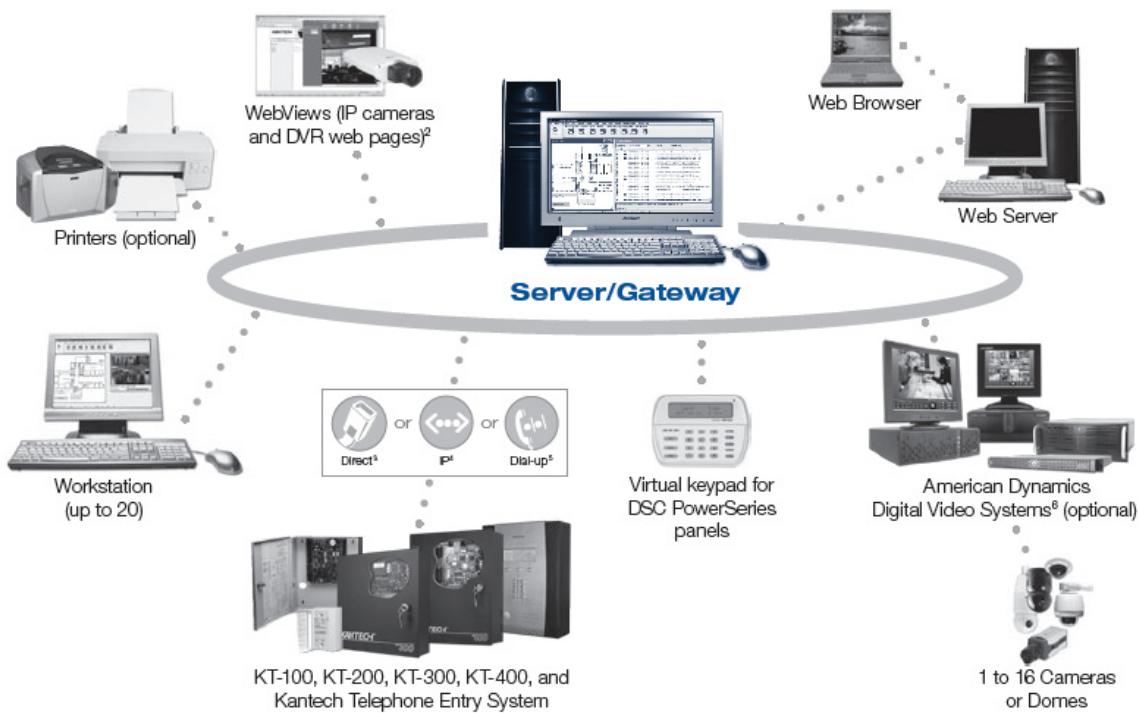 WebViews (IP cameras
and DVR web pages)²
Web Browser
Web Server
Printers (optional)
Server/Gateway
Workstation
(up to 20)
or
or
Direct³
IP⁴
Dial-up⁵
Virtual keypad for
DSC PowerSeries
panels
American Dynamics
Digital Video Systems⁶ (optional)
KANTECH
300
400
KT-100, KT-200, KT-300, KT-400, and
Kantech Telephone Entry System
1 to 16 Cameras
or Domes